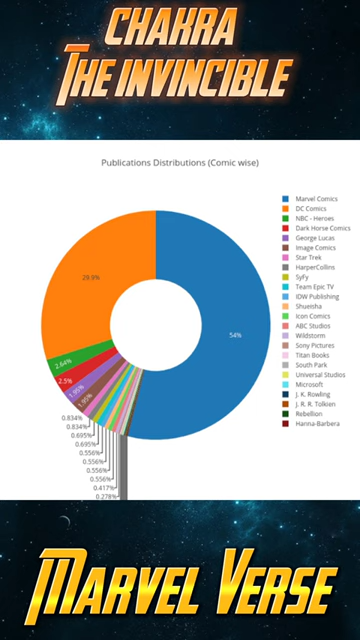 CHAKRA
THE INVINCIBLE
Publications Distributions (Comic wise)
Marvel Comics
DC Comics
NBC - Heroes
Dark Horse Comics
George Lucas
Image Comics
Star Trek
HarperCollins
SyFy
Team Epic TV
IDW Publishing
Shueisha
Icon Comics
ABC Studios
Wildstorm
Sony Pictures
Titan Books
South Park
Universal Studios
Microsoft
J. K. Rowling
J. R. R. Tolkien
Rebellion
Hanna-Barbera
29.9%
54%
2.64%
2.5%
1.95%
1.95%
0.834%
0.834%
0.695%
0.695%
0.556%
0.556%
0.556%
0.556%
0.417%
0.278%
MARVEL VERSE